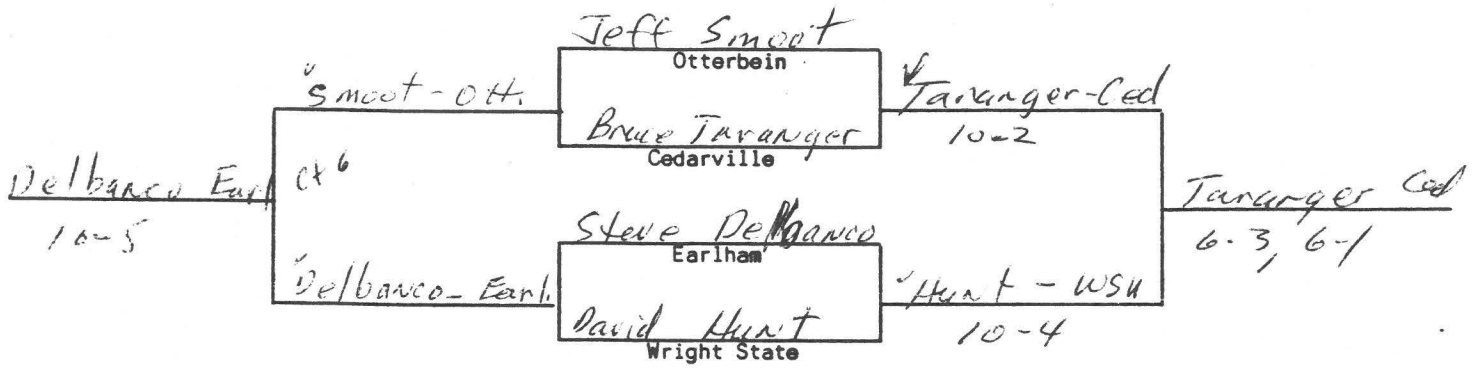 Jeff Smoot
Otterbein
Smoot - Ott.
Taranger-Ced
Bruce Taranger
10-2
Cedarville
Ct 6
Delbanco Earl
Taranger Ced
10-5
Steve Delbanco
6-3, 6-1
Earlham
Delbanco - Earl.
Hunt - WSU
David Hunt
10-4
Wright State